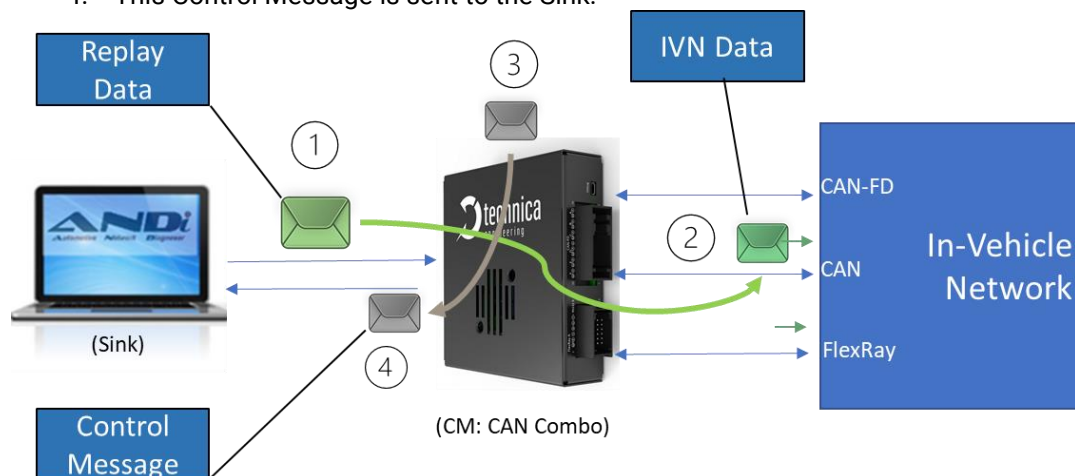 4. This Control Message is sent to the Sink.
Replay
Data
IVN Data
3
1
CAN-FD
technica
engineering
ANDi
2
In-Vehicle
Network
CAN
(Sink)
FlexRay
4
(CM: CAN Combo)
Control
Message